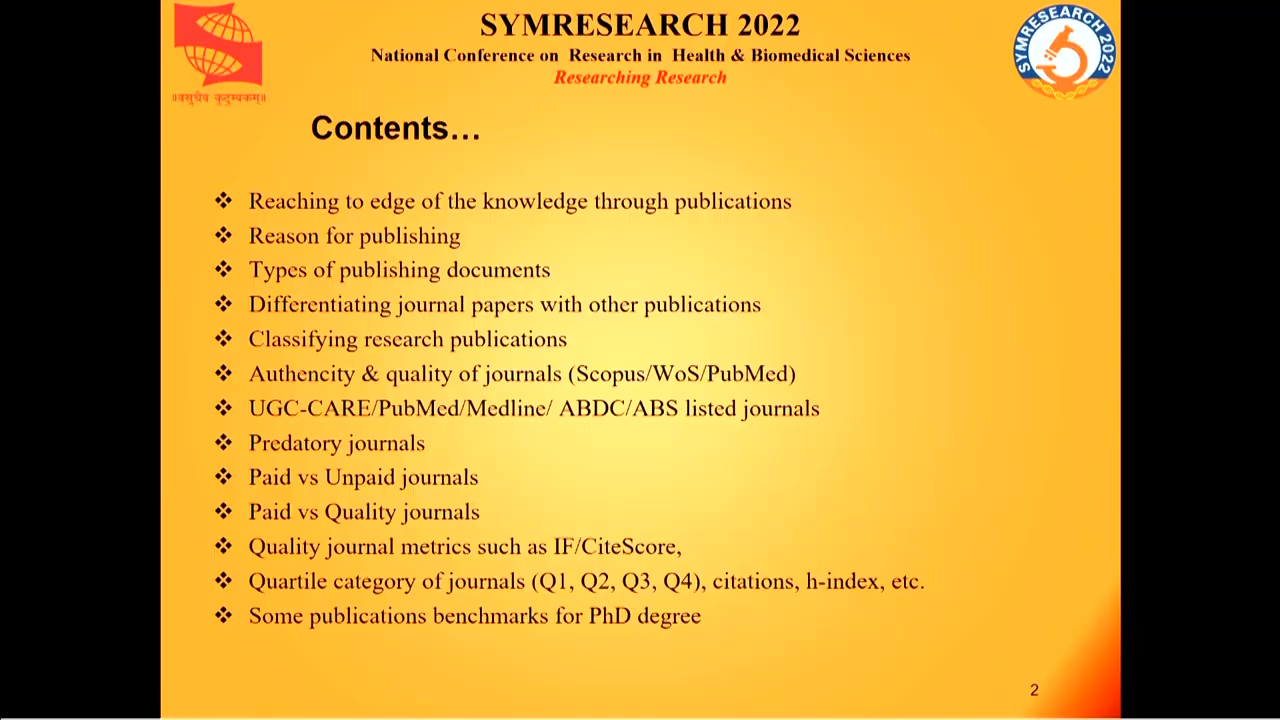 SYMRESEARCH 2022
National Conference on Research in Health & Biomedical Sciences
Researching Research
॥वसुधैव कुटुम्बकम्॥
SYMRESEARCH 2022
Contents…
❖ Reaching to edge of the knowledge through publications
❖ Reason for publishing
❖ Types of publishing documents
❖ Differentiating journal papers with other publications
❖ Classifying research publications
❖ Authencity & quality of journals (Scopus/WoS/PubMed)
❖ UGC-CARE/PubMed/Medline/ ABDC/ABS listed journals
❖ Predatory journals
❖ Paid vs Unpaid journals
❖ Paid vs Quality journals
❖ Quality journal metrics such as IF/CiteScore,
❖ Quartile category of journals (Q1, Q2, Q3, Q4), citations, h-index, etc.
❖ Some publications benchmarks for PhD degree
2